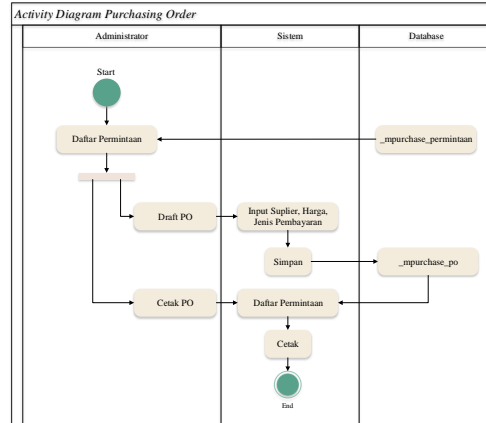 Activity Diagram Purchasing Order
Administrator
Sistem
Database
Start
Daftar Permintaan
_mpurchase_permintaan
Draft PO
Input Suplier, Harga,
Jenis Pembayaran
Simpan
_mpurchase_po
Cetak PO
Daftar Permintaan
Cetak
End